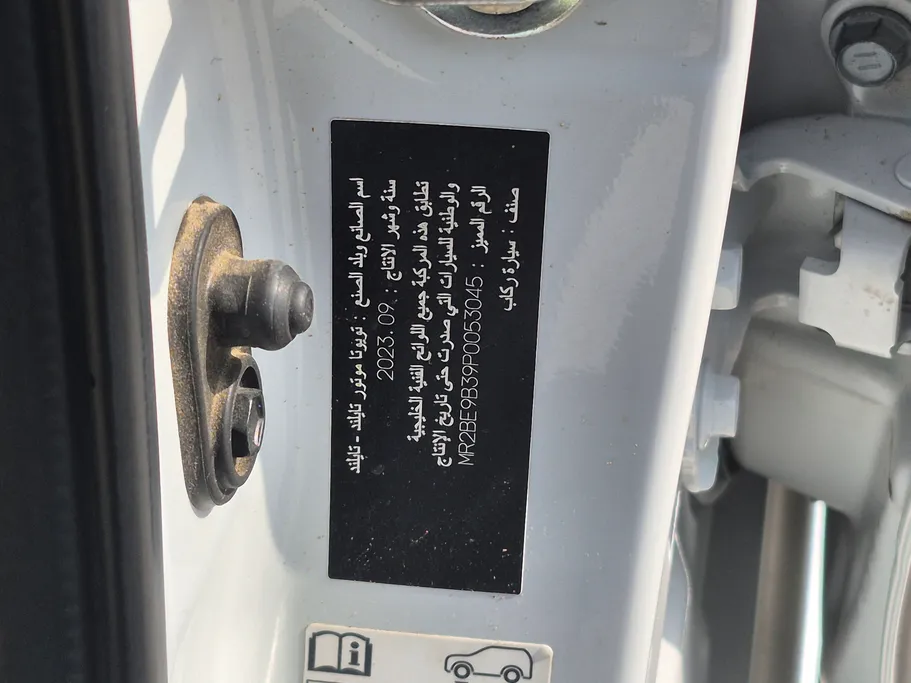 اسم الصانع وبلد الصنع : تويوتا موتور تايلند - تايلند
سنة وشهر الانتاج : 2023.09
تطابق هذه المركبة جميع اللوائح الفنية الخليجية
والوطنية للسيارات التي صدرت حتى تاريخ الإنتاج
الرقم المميز : MR2BE9B39P0053045
صنف : سيارة ركاب